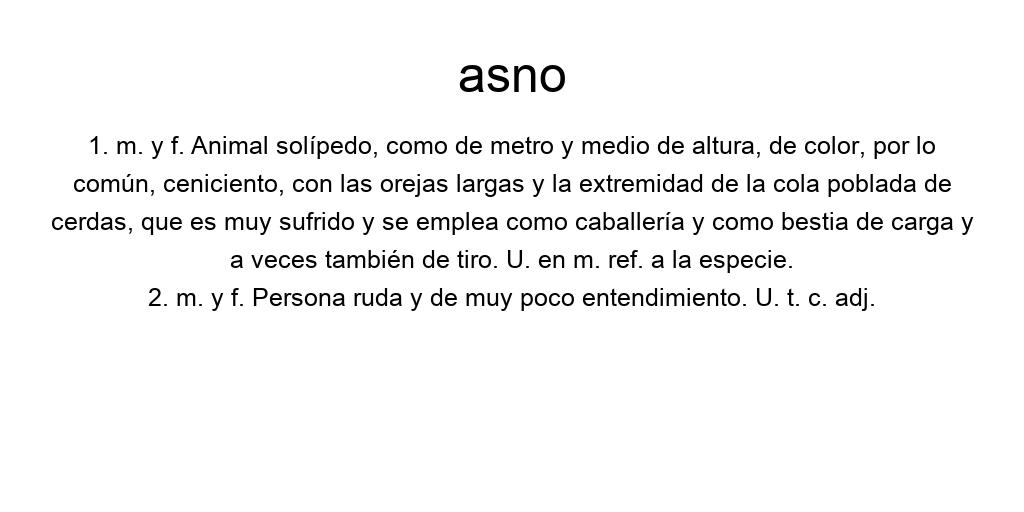 asno
1. m. y f. Animal solípedo, como de metro y medio de altura, de color, por lo
común, ceniciento, con las orejas largas y la extremidad de la cola poblada de
cerdas, que es muy sufrido y se emplea como caballería y como bestia de carga y
a veces también de tiro. U. en m. ref. a la especie.
2. m. y f. Persona ruda y de muy poco entendimiento. U. t. c. adj.